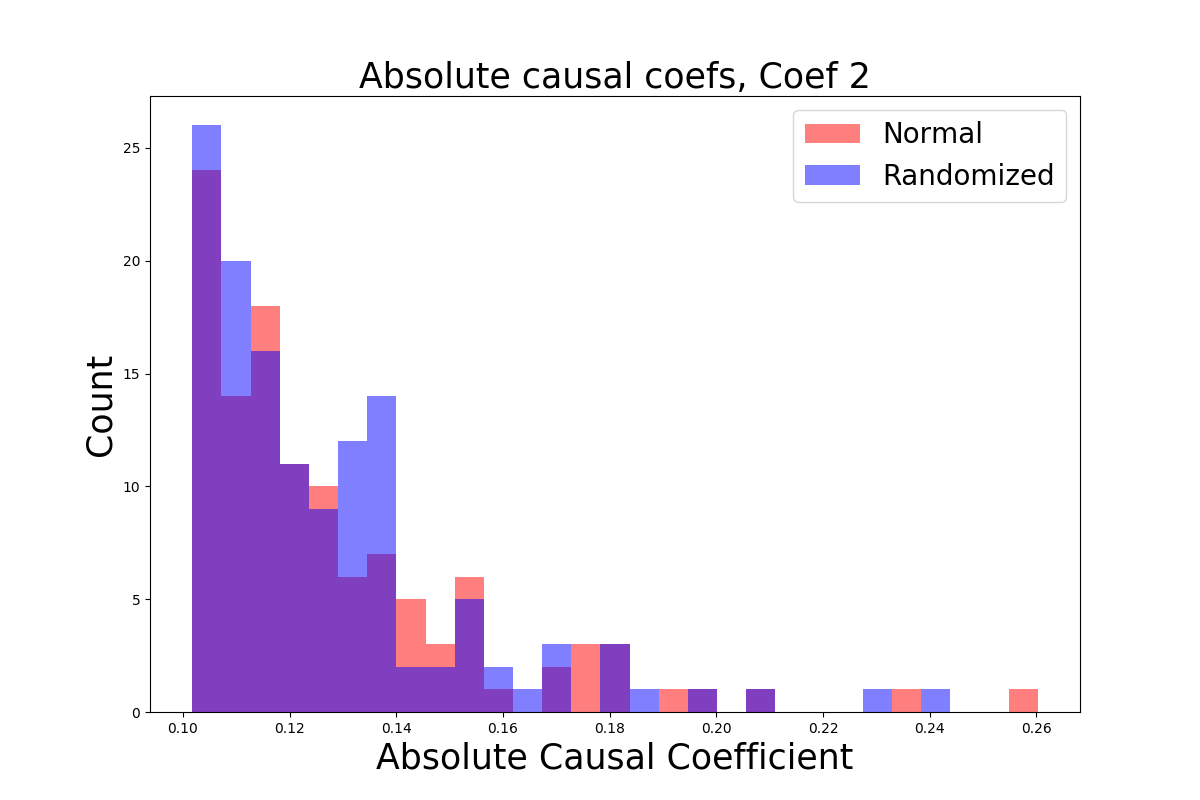 Absolute causal coefs, Coef 2
Normal
Randomized
25
20
15
10
5
0
Count
0.10 0.12 0.14 0.16 0.18 0.20 0.22 0.24 0.26
Absolute Causal Coefficient